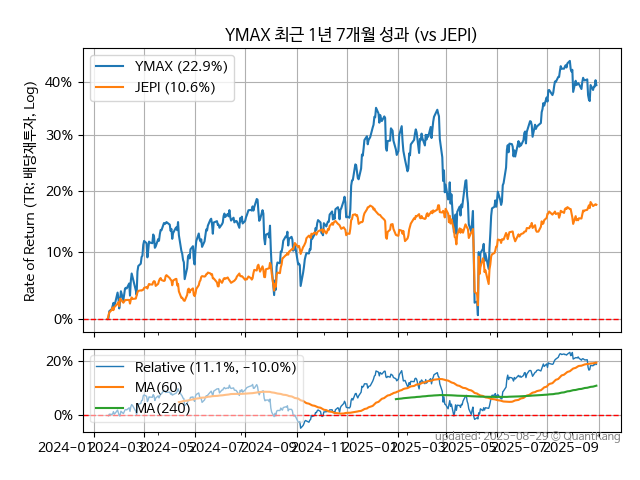 YMAX 최근 1년 7개월 성과 (vs JEPI)
Rate of Return (TR: 배당재투자, Log)
YMAX (22.9%)
JEPI (10.6%)
40%
30%
20%
10%
0%
Relative (11.1%, -10.0%)
MA(60)
MA(240)
20%
0%
2024-01
2024-03
2024-05
2024-07
2024-09
2024-11
2025-01
2025-03
2025-05
2025-07
2025-09
updated: 2025-08-29 © QuantKang